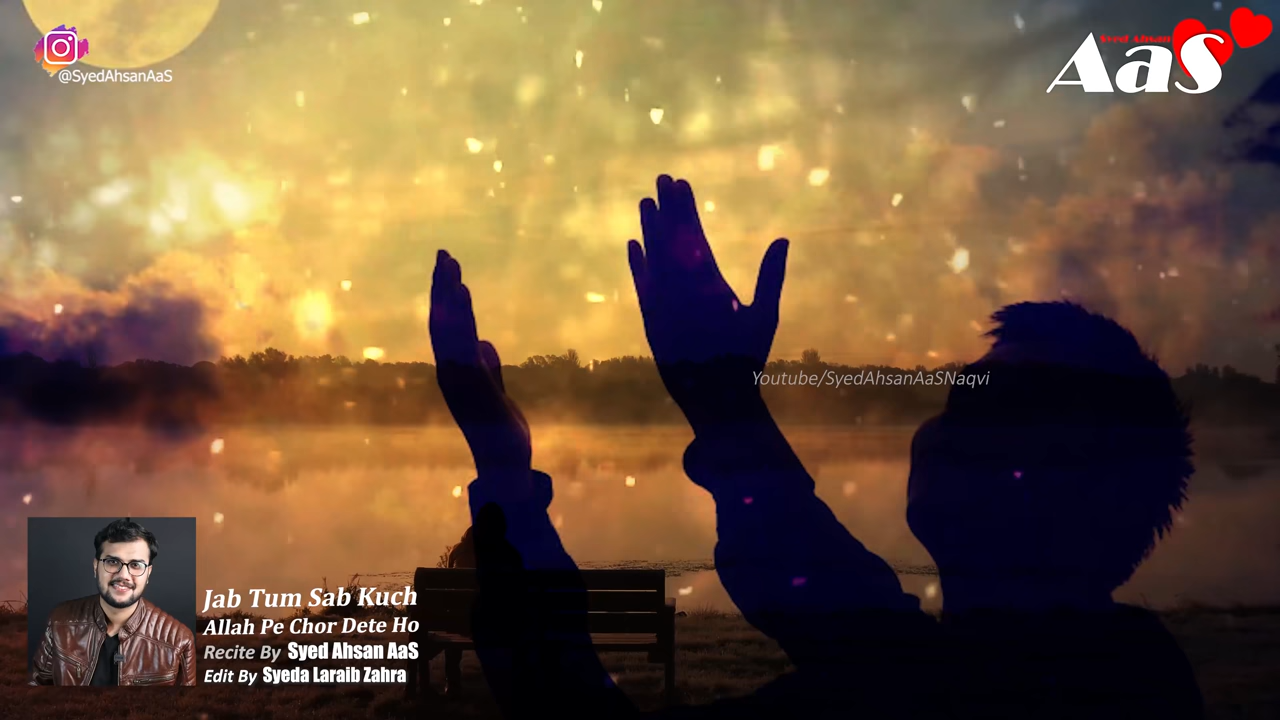 @SyedAhsanAaS
Syed Ahsan
AaS
Youtube/SyedAhsanAaSNaqvi
Jab Tum Sab Kuch
Allah Pe Chor Dete Ho
Recite By Syed Ahsan AaS
Edit By Syeda Laraib Zahra